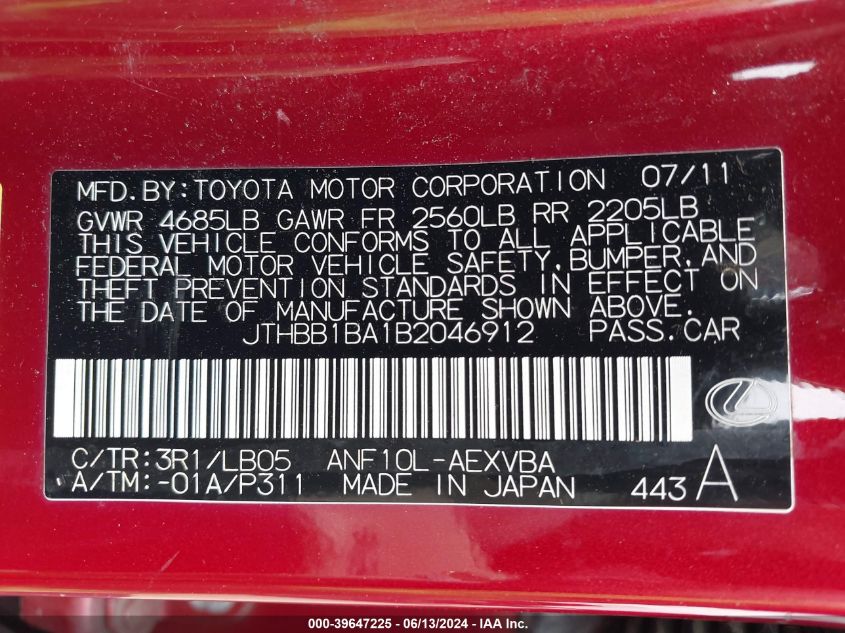 MFD.BY:TOYOTA MOTOR CORPORATION 07/11
GVWR 4685LB GAWR FR 2560LB RR 2205LB
THIS VEHICLE CONFORMS TO ALL APPLICABLE
FEDERAL MOTOR VEHICLE SAFETY,BUMPER,AND
THEFT PREVENTION STANDARDS IN EFFECT ON
THE DATE OF MANUFACTURE SHOWN ABOVE.
JTHBB1BA1B2046912 PASS.CAR
C/TR:3R1/LB05 ANF10L-AEXVBA
A/TM:-01A/P311 MADE IN JAPAN 443 A
000-39647225 - 06/13/2024 - IAA Inc.